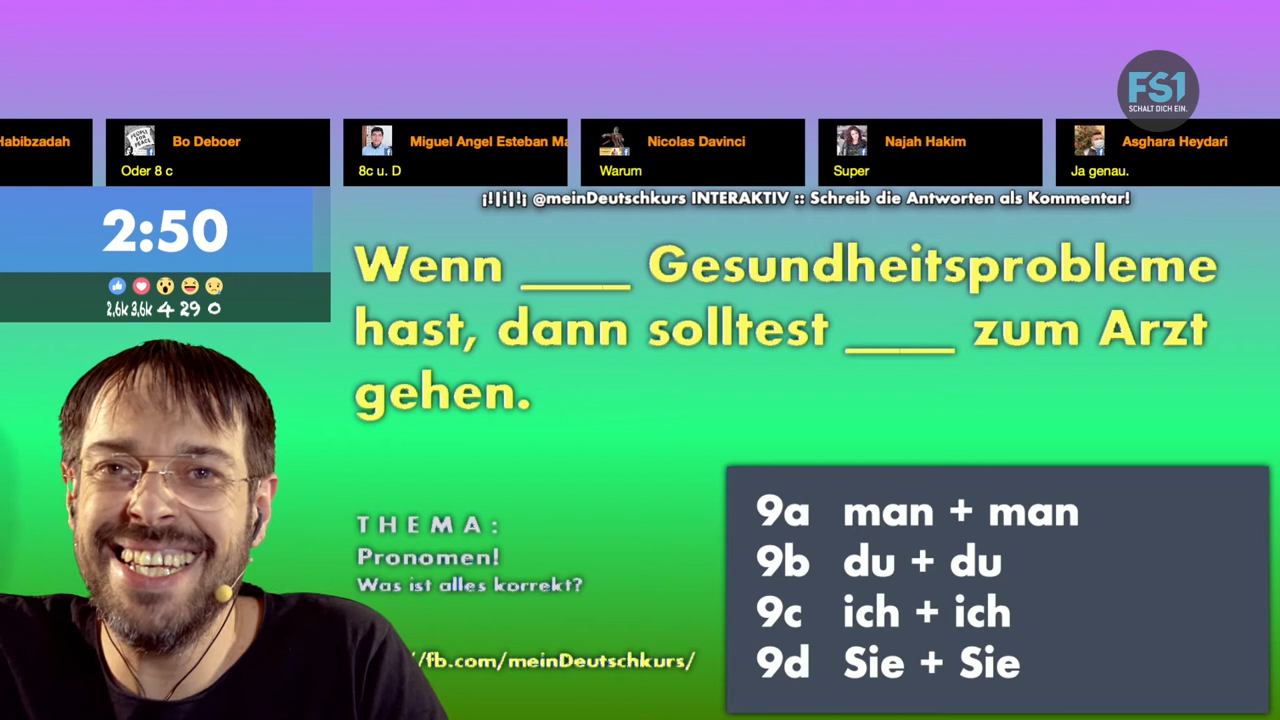 FS1
SCHALT DICH EIN.
Habibzadah
Bo Deboer
Oder 8 c
Miguel Angel Esteban Ma
8c u. D
Nicolas Davinci
Warum
Najah Hakim
Super
Asghara Heydari
Ja genau.
¡!|i|!¡ @meinDeutschkurs INTERAKTIV :: Schreib die Antworten als Kommentar!
2:50
2,6k 3,6k 4 29 0
Wenn ____ Gesundheitsprobleme
hast, dann solltest ____ zum Arzt
gehen.
THEMA:
Pronomen!
Was ist alles korrekt?
/fb.com/meinDeutschkurs/
9a man + man
9b du + du
9c ich + ich
9d Sie + Sie